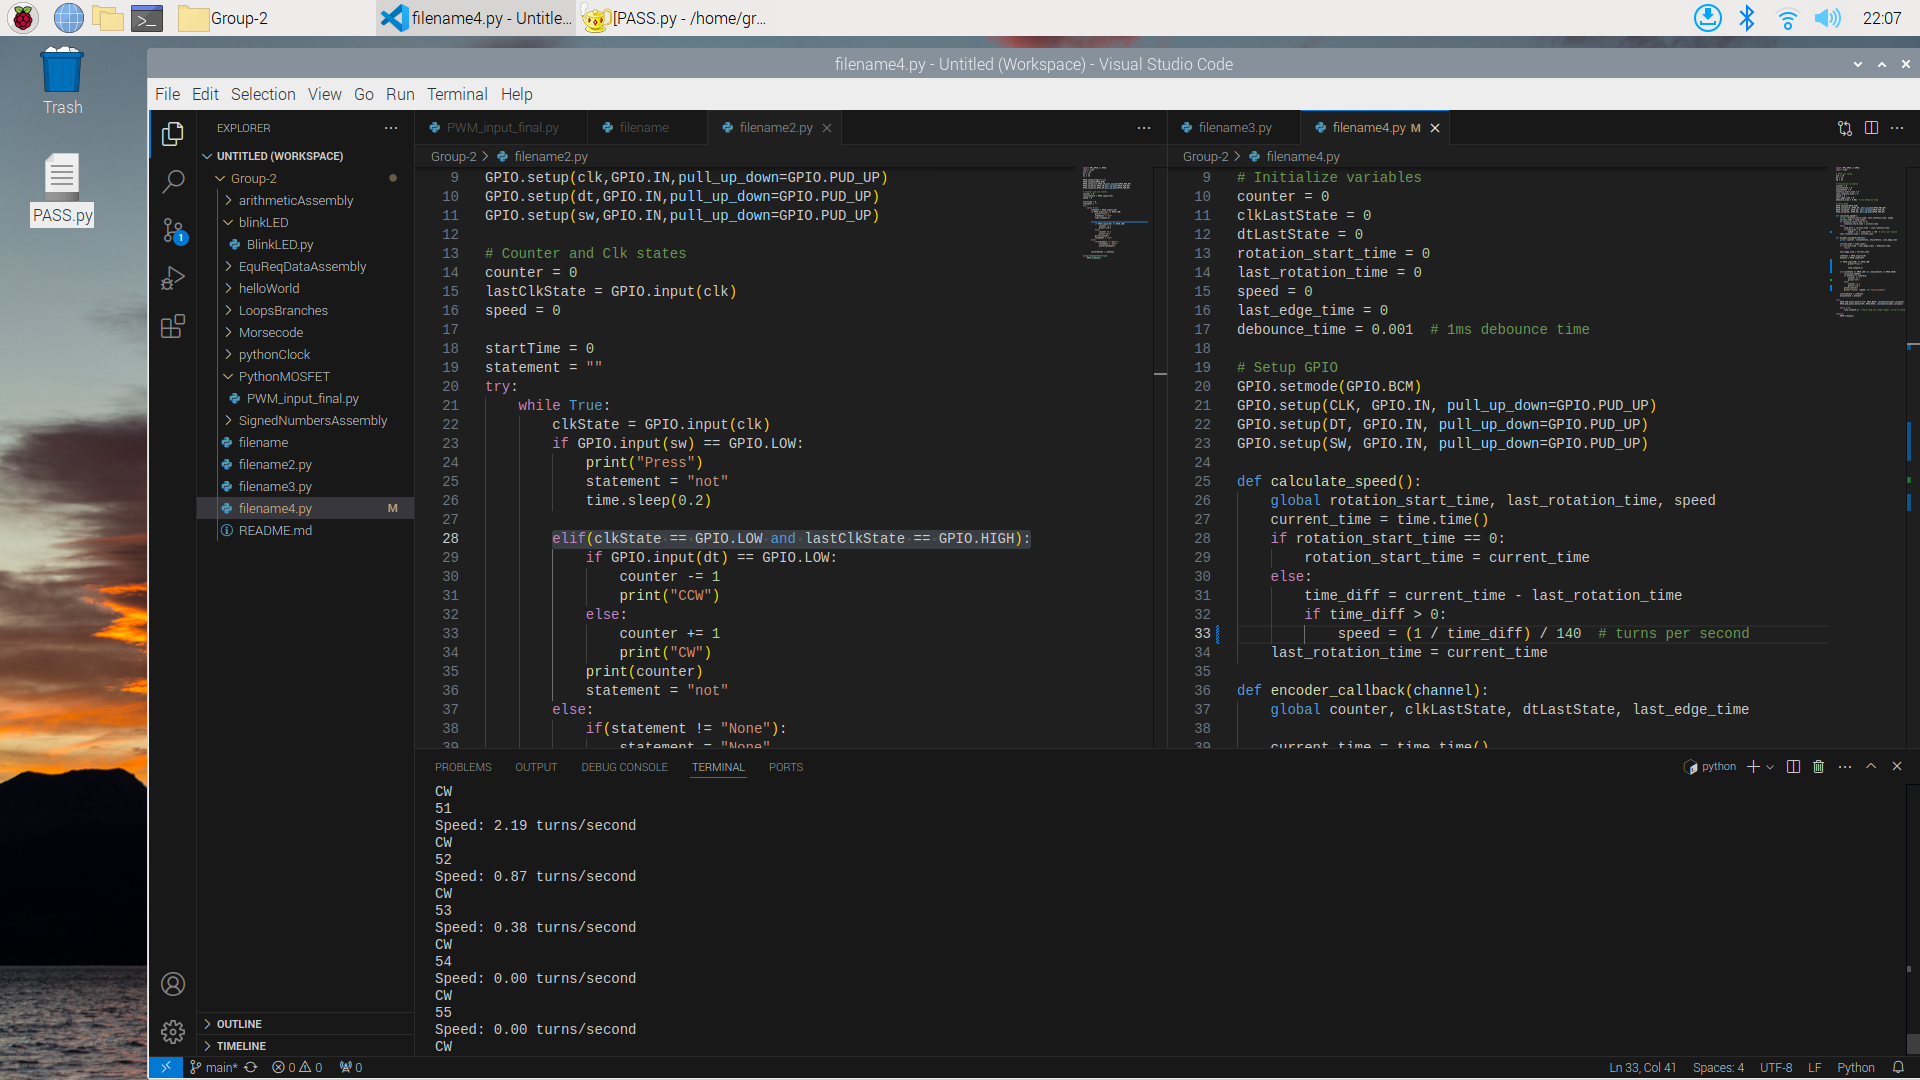 Group-2
filename4.py - Untitle...
[PASS.py - /home/gr...
22:07
Trash
PASS.py
filename4.py - Untitled (Workspace) - Visual Studio Code
File Edit Selection View Go Run Terminal Help
EXPLORER
UNTITLED (WORKSPACE)
Group-2
arithmeticAssembly
blinkLED
BlinkLED.py
EquReqDataAssembly
helloWorld
LoopsBranches
Morsecode
pythonClock
PythonMOSFET
PWM_input_final.py
SignedNumbersAssembly
filename
filename2.py
filename3.py
filename4.py M
README.md
OUTLINE
TIMELINE
1
PWM_input_final.py filename filename2.py
Group-2 > filename2.py
9 GPIO.setup(clk,GPIO.IN,pull_up_down=GPIO.PUD_UP)
10 GPIO.setup(dt,GPIO.IN,pull_up_down=GPIO.PUD_UP)
11 GPIO.setup(sw,GPIO.IN,pull_up_down=GPIO.PUD_UP)
12
13 # Counter and Clk states
14 counter = 0
15 lastClkState = GPIO.input(clk)
16 speed = 0
17
18 startTime = 0
19 statement = ""
20 try:
21 while True:
22 clkState = GPIO.input(clk)
23 if GPIO.input(sw) == GPIO.LOW:
24 print("Press")
25 statement = "not"
26 time.sleep(0.2)
27
28 elif(clkState == GPIO.LOW and lastClkState == GPIO.HIGH):
29 if GPIO.input(dt) == GPIO.LOW:
30 counter -= 1
31 print("CCW")
32 else:
33 counter += 1
34 print("CW")
35 print(counter)
36 statement = "not"
37 else:
38 if(statement != "None"):
39 statement = "None"
filename3.py filename4.py M
Group-2 > filename4.py
9 # Initialize variables
10 counter = 0
11 clkLastState = 0
12 dtLastState = 0
13 rotation_start_time = 0
14 last_rotation_time = 0
15 speed = 0
16 last_edge_time = 0
17 debounce_time = 0.001 # 1ms debounce time
18
19 # Setup GPIO
20 GPIO.setmode(GPIO.BCM)
21 GPIO.setup(CLK, GPIO.IN, pull_up_down=GPIO.PUD_UP)
22 GPIO.setup(DT, GPIO.IN, pull_up_down=GPIO.PUD_UP)
23 GPIO.setup(SW, GPIO.IN, pull_up_down=GPIO.PUD_UP)
24
25 def calculate_speed():
26 global rotation_start_time, last_rotation_time, speed
27 current_time = time.time()
28 if rotation_start_time == 0:
29 rotation_start_time = current_time
30 else:
31 time_diff = current_time - last_rotation_time
32 if time_diff > 0:
33 speed = (1 / time_diff) / 140 # turns per second
34 last_rotation_time = current_time
35
36 def encoder_callback(channel):
37 global counter, clkLastState, dtLastState, last_edge_time
38
39 current_time = time.time()
PROBLEMS OUTPUT DEBUG CONSOLE TERMINAL PORTS
python
CW
51
Speed: 2.19 turns/second
CW
52
Speed: 0.87 turns/second
CW
53
Speed: 0.38 turns/second
CW
54
Speed: 0.00 turns/second
CW
55
Speed: 0.00 turns/second
CW
main* 0 0 0
Ln 33, Col 41 Spaces: 4 UTF-8 LF Python